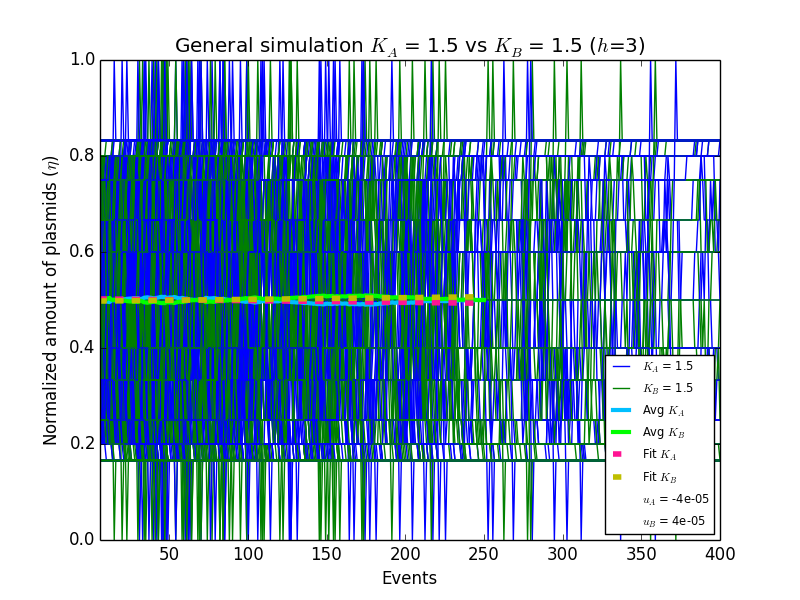 General simulation K_A = 1.5 vs K_B = 1.5 (h=3)
Normalized amount of plasmids (η)
1.0
0.8
0.6
0.4
0.2
0.0
50 100 150 200 250 300 350 400
Events
K_A = 1.5
K_B = 1.5
Avg K_A
Avg K_B
Fit K_A
Fit K_B
u_A = -4e-05
u_B = 4e-05